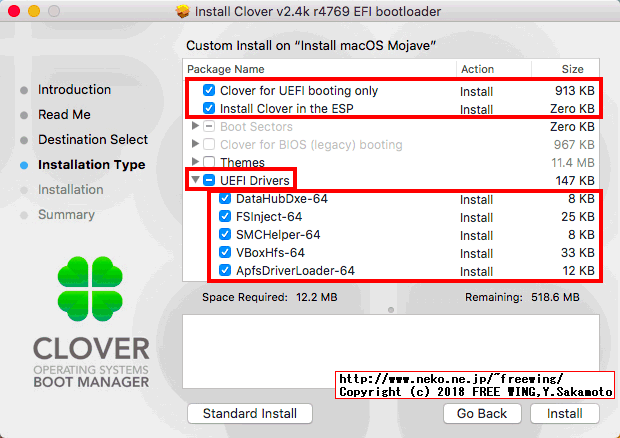 Install Clover v2.4k r4769 EFI bootloader
Custom Install on “Install macOS Mojave”
Package Name Action Size
Clover for UEFI booting only Install 913 KB
Install Clover in the ESP Install Zero KB
Boot Sectors Zero KB
Clover for BIOS (legacy) booting 967 KB
Themes 11.4 MB
UEFI Drivers 147 KB
DataHubDxe-64 Install 8 KB
FSInject-64 Install 25 KB
SMCHelper-64 Install 8 KB
VBoxHfs-64 Install 33 KB
ApfsDriverLoader-64 Install 12 KB
Space Required: 12.2 MB Remaining: 518.6 MB
Introduction
Read Me
Destination Select
Installation Type
Installation
Summary
CLOVER
OPERATING SYSTEMS
BOOT MANAGER
http://www.neko.ne.jp/~freewing/
Copyright (c) 2018 FREE WING,Y.Sakamoto
Standard Install Go Back Install